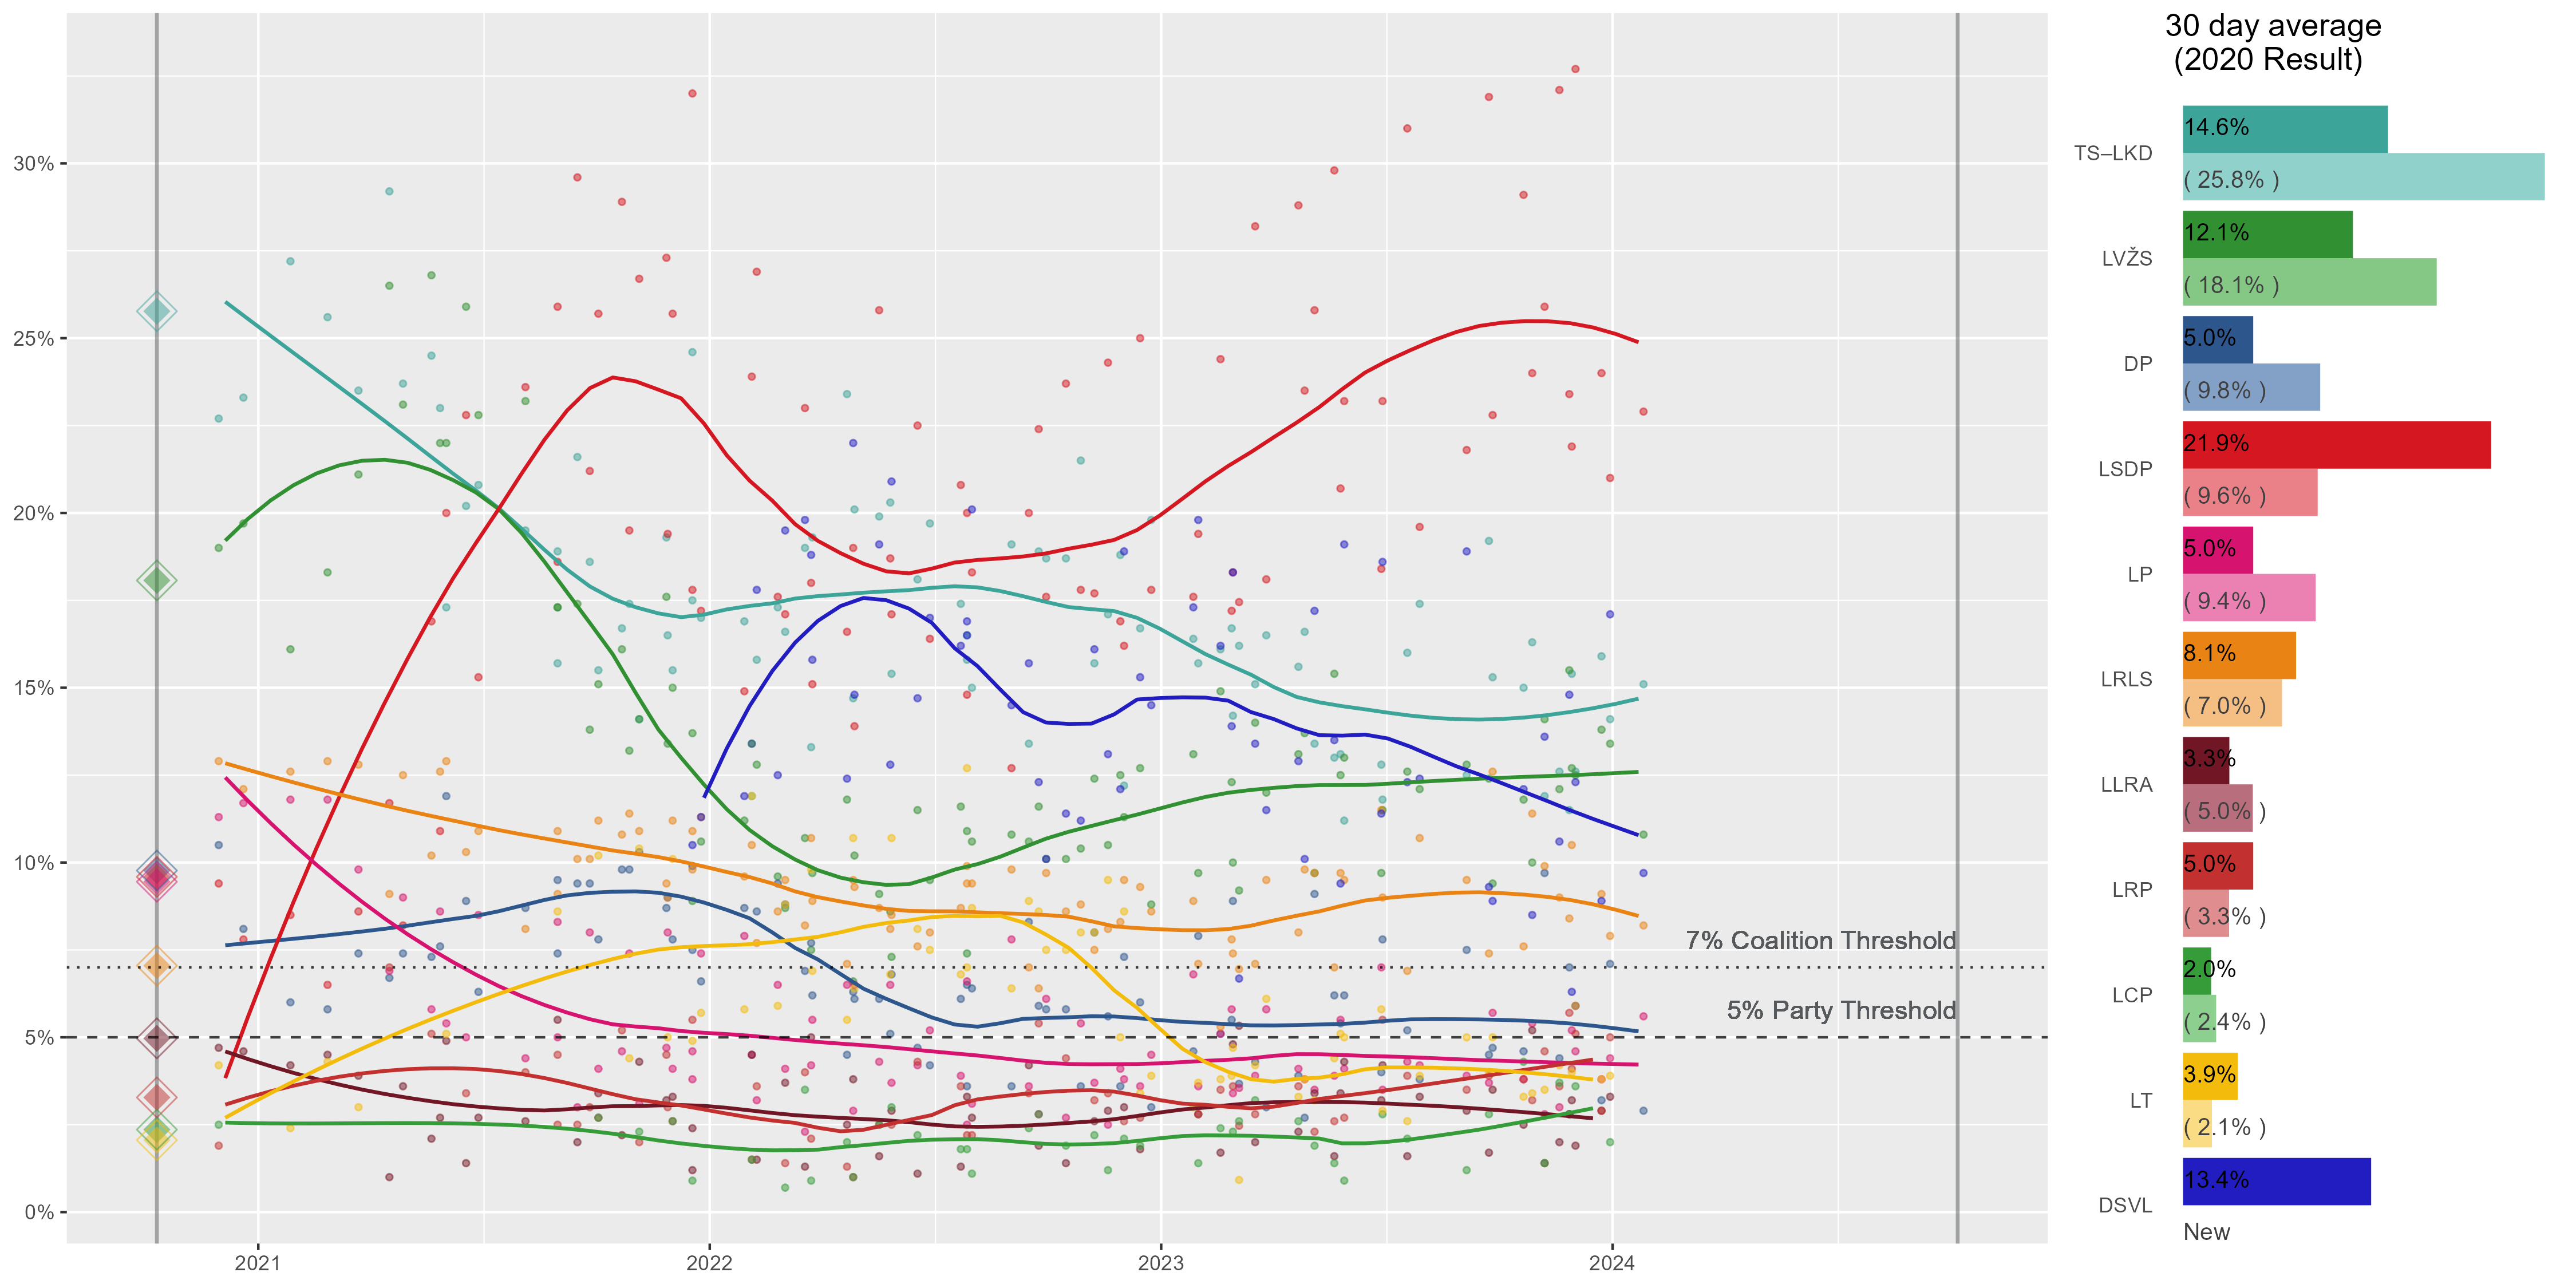 30%
25%
20%
15%
10%
5%
0%
2021
2022
2023
2024
7% Coalition Threshold
5% Party Threshold
30 day average
(2020 Result)
TS–LKD
14.6%
( 25.8% )
LVŽS
12.1%
( 18.1% )
DP
5.0%
( 9.8% )
LSDP
21.9%
( 9.6% )
LP
5.0%
( 9.4% )
LRLS
8.1%
( 7.0% )
LLRA
3.3%
( 5.0% )
LRP
5.0%
( 3.3% )
LCP
2.0%
( 2.4% )
LT
3.9%
( 2.1% )
DSVL
13.4%
New